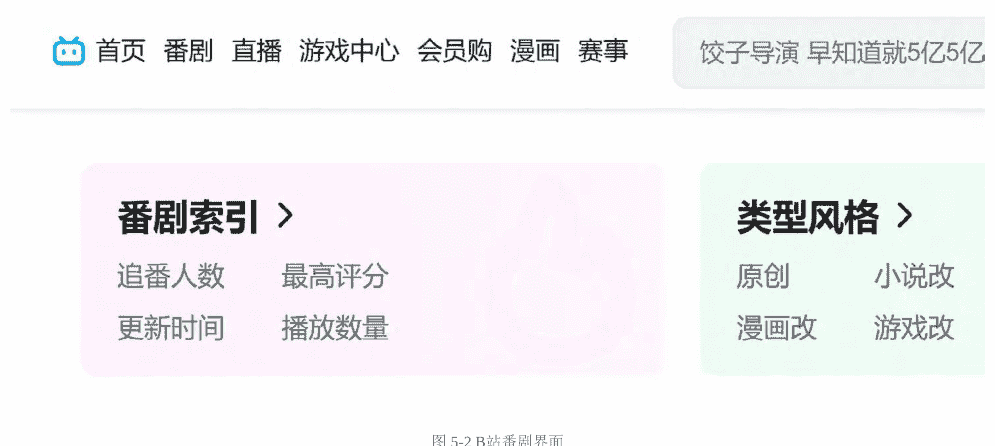 首页 番剧 直播 游戏中心 会员购 漫画 赛事
饺子导演 早知道就5亿5亿
番剧索引
追番人数 最高评分
更新时间 播放数量
类型风格
原创 小说改
漫画改 游戏改
图 5-2 B站番剧界面